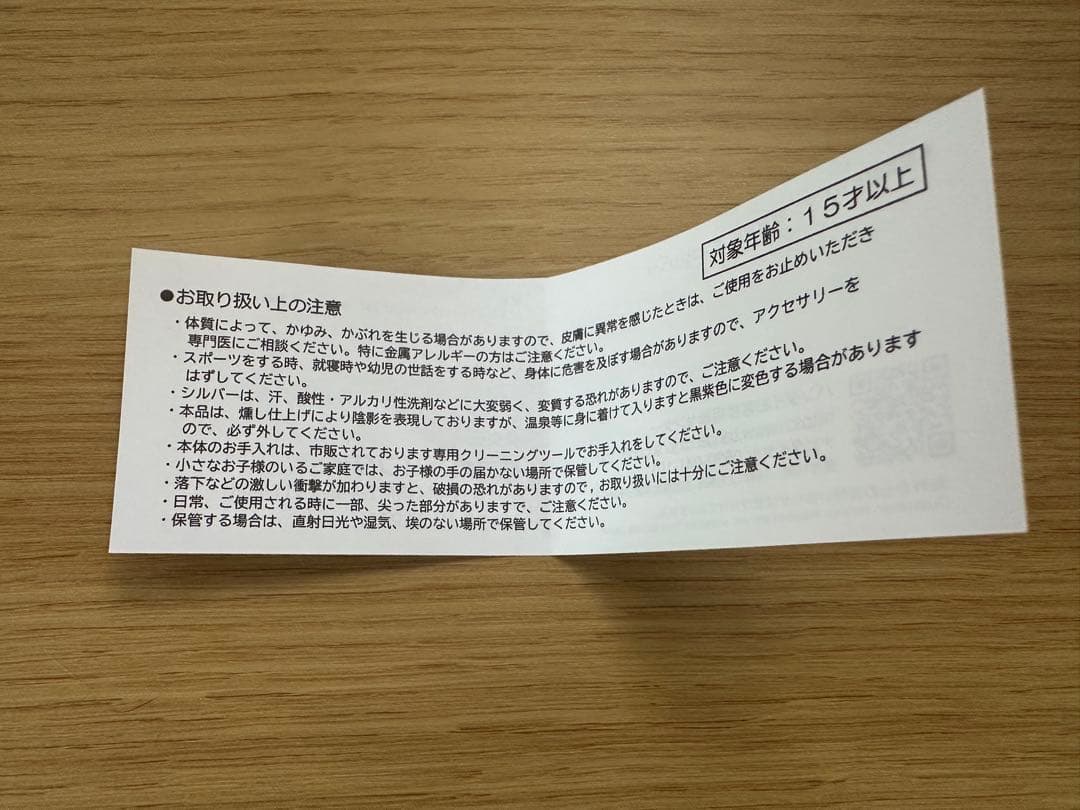 対象年齢：１５才以上
●お取り扱い上の注意
・体質によって、かゆみ、かぶれを生じる場合がありますので、皮膚に異常を感じたときは、ご使用をお止めいただき
専門医にご相談ください。特に金属アレルギーの方はご注意ください。
・スポーツをする時、就寝時や幼児の世話をする時など、身体に危害を及ぼす場合がありますので、アクセサリーを
はずしてください。
・シルバーは、汗、酸性・アルカリ性洗剤などに大変弱く、変質する恐れがありますので、ご注意ください。
・本品は、燻し仕上げにより陰影を表現しておりますが、温泉等に身に着けて入りますと黒紫色に変色する場合があります
ので、必ず外してください。
・本体のお手入れは、市販されております専用クリーニングツールでお手入れをしてください。
・小さなお子様のいるご家庭では、お子様の手の届かない場所で保管してください。
・落下などの激しい衝撃が加わりますと、破損の恐れがありますので，お取り扱いには十分にご注意ください。
・日常、ご使用される時に一部、尖った部分がありますで、ご注意ください。
・保管する場合は、直射日光や湿気、埃のない場所で保管してください。